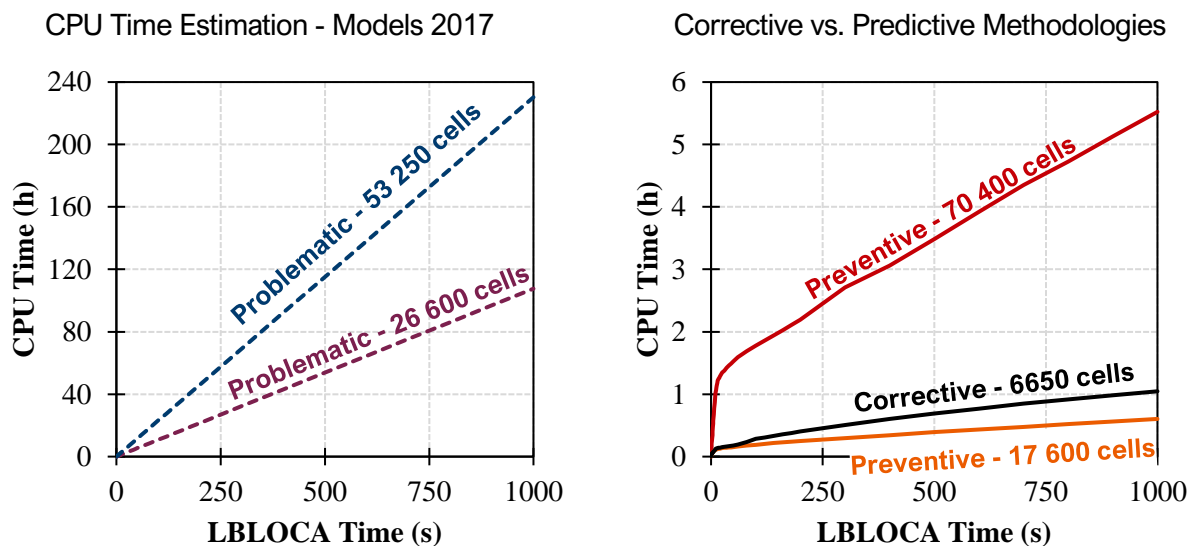 CPU Time Estimation - Models 2017
CPU Time (h)
240
200
160
120
80
40
0
Problematic - 53 250 cells
Problematic - 26 600 cells
0 250 500 750 1000
LBLOCA Time (s)
Corrective vs. Predictive Methodologies
CPU Time (h)
6
5
4
3
2
1
0
Preventive - 70 400 cells
Corrective - 6650 cells
Preventive - 17 600 cells
0 250 500 750 1000
LBLOCA Time (s)